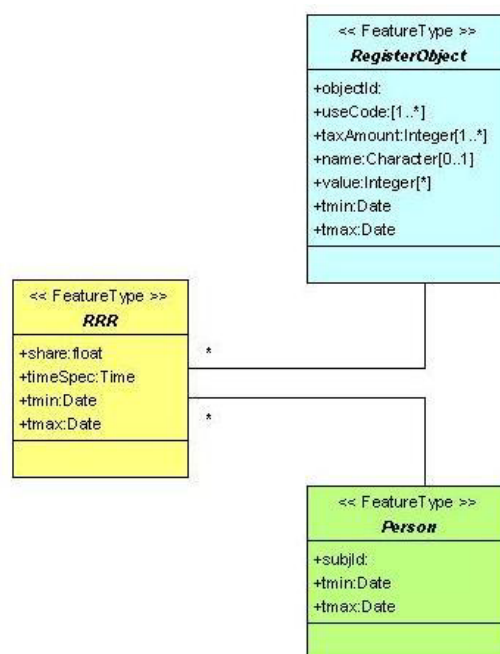 << FeatureType >>
RegisterObject
+objectId:
+useCode:[1..*]
+taxAmount:Integer[1..*]
+name:Character[0..1]
+value:Integer[*]
+tmin:Date
+tmax:Date
<< FeatureType >>
RRR
+share:float
+timeSpec:Time
+tmin:Date
+tmax:Date
*
*
<< FeatureType >>
Person
+subjId:
+tmin:Date
+tmax:Date